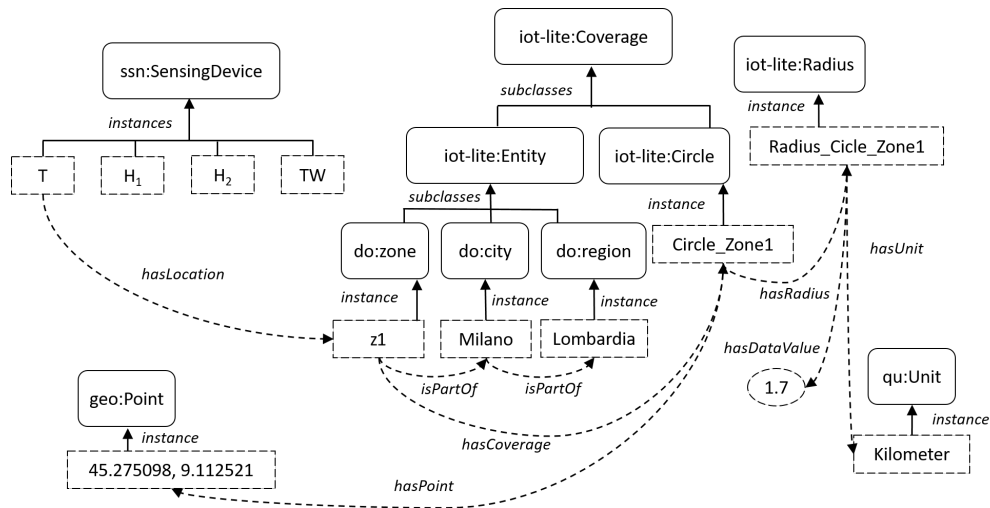 iot-lite:Coverage
ssn:SensingDevice
iot-lite:Radius
subclasses
instance
instances
iot-lite:Entity
iot-lite:Circle
Radius_Cicle_Zone1
T
H₁
H₂
TW
subclasses
instance
do:zone
do:city
do:region
Circle_Zone1
hasUnit
hasLocation
hasRadius
instance
instance
instance
z1
Milano
Lombardia
hasDataValue
isPartOf
isPartOf
1.7
qu:Unit
geo:Point
instance
instance
hasCoverage
Kilometer
45.275098, 9.112521
hasPoint